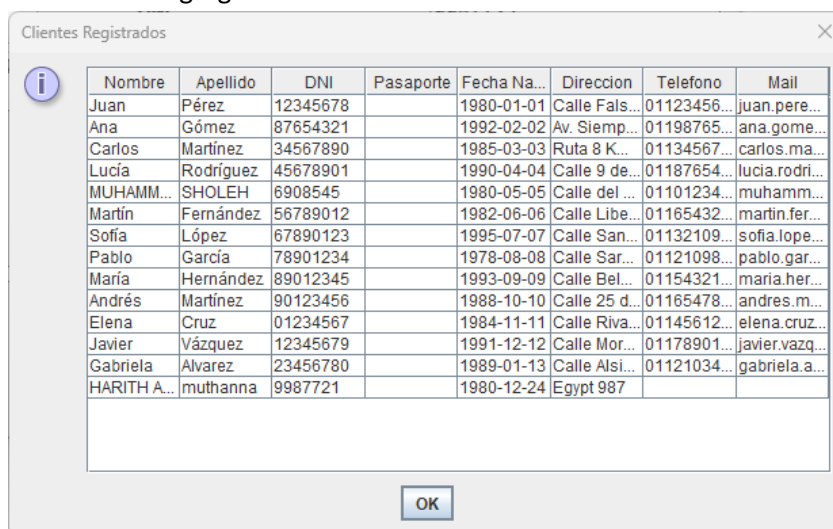 Clientes Registrados
Nombre Apellido DNI Pasaporte Fecha Na... Direccion Telefono Mail
Juan Pérez 12345678 1980-01-01 Calle Fals... 01123456... juan.pere...
Ana Gómez 87654321 1992-02-02 Av. Siemp... 01198765... ana.gome...
Carlos Martínez 34567890 1985-03-03 Ruta 8 K... 01134567... carlos.ma...
Lucía Rodríguez 45678901 1990-04-04 Calle 9 de... 01187654... lucia.rodri...
MUHAMM... SHOLEH 6908545 1980-05-05 Calle del ... 01101234... muhamm...
Martín Fernández 56789012 1982-06-06 Calle Libe... 01165432... martin.fer...
Sofía López 67890123 1995-07-07 Calle San... 01132109... sofia.lope...
Pablo García 78901234 1978-08-08 Calle Sar... 01121098... pablo.gar...
María Hernández 89012345 1993-09-09 Calle Bel... 01154321... maria.her...
Andrés Martínez 90123456 1988-10-10 Calle 25 d... 01165478... andres.m...
Elena Cruz 01234567 1984-11-11 Calle Riva... 01145612... elena.cruz...
Javier Vázquez 12345679 1991-12-12 Calle Mor... 01178901... javier.vazq...
Gabriela Alvarez 23456780 1989-01-13 Calle Alsi... 01121034... gabriela.a...
HARITH A... muthanna 9987721 1980-12-24 Egypt 987
OK